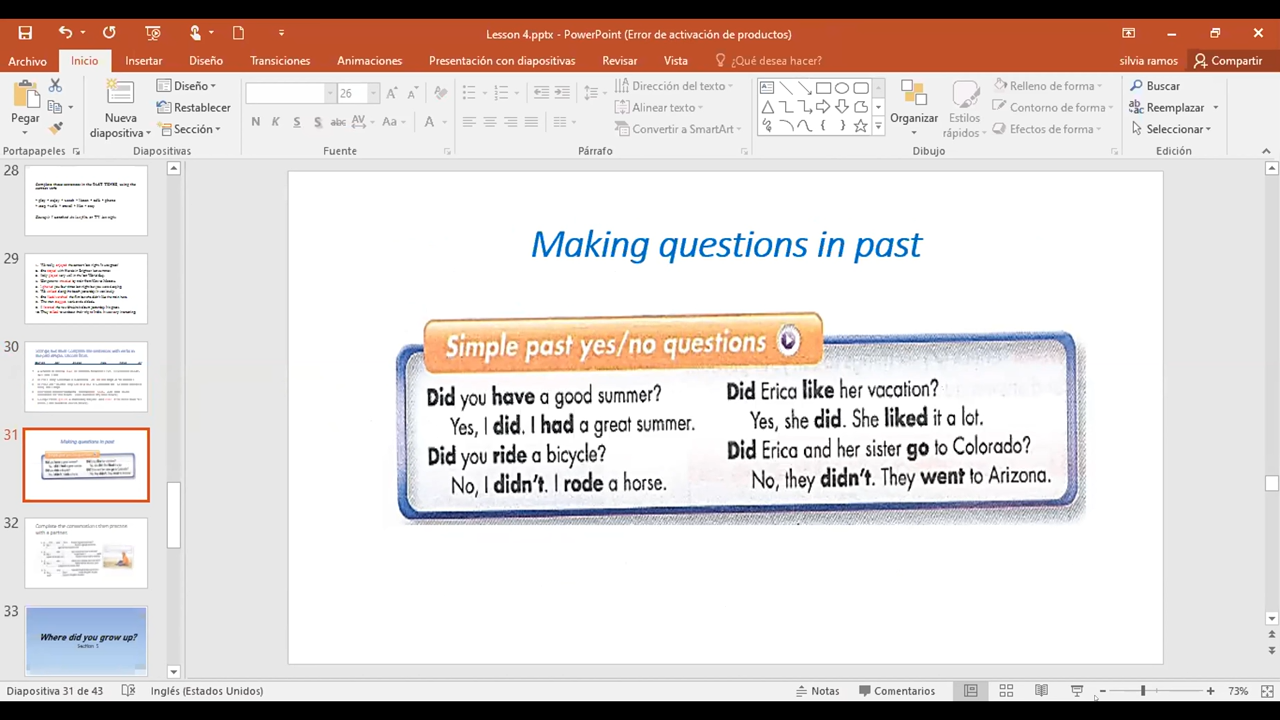 Lesson 4.pptx - PowerPoint (Error de activación de productos)
Archivo
Inicio
Insertar
Diseño
Transiciones
Animaciones
Presentación con diapositivas
Revisar
Vista
¿Qué desea hacer?
silvia ramos
Compartir
Pegar
Nueva
diapositiva
Diseño
Restablecer
Sección
26
N K S S abc AV Aa A
Dirección del texto
Alinear texto
Convertir a SmartArt
Organizar
Estilos
rápidos
Relleno de forma
Contorno de forma
Efectos de forma
Buscar
Reemplazar
Seleccionar
Portapapeles
Diapositivas
Fuente
Párrafo
Dibujo
Edición
28
29
30
31
Making questions in past
32
Complete the conversations then practice
with a partner.
33
Where did you grow up?
Making questions in past
Simple past yes/no questions
Did you have a good summer?
Yes, I did. I had a great summer.
Did you ride a bicycle?
No, I didn't. I rode a horse.
Did Erica like her vacation?
Yes, she did. She liked it a lot.
Did Erica and her sister go to Colorado?
No, they didn't. They went to Arizona.
Diapositiva 31 de 43
Inglés (Estados Unidos)
Notas
Comentarios
73%